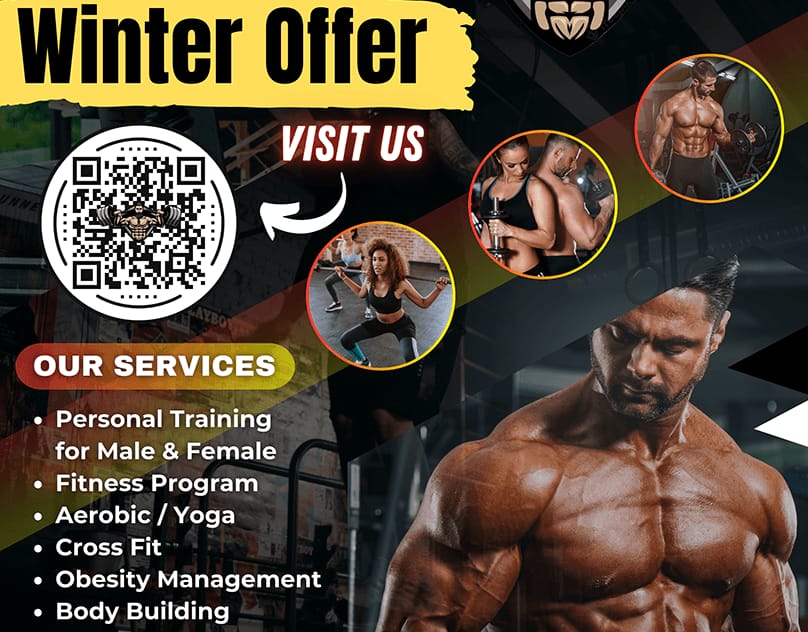 Winter Offer
VISIT US
OUR SERVICES
• Personal Training
for Male & Female
• Fitness Program
• Aerobic / Yoga
• Cross Fit
• Obesity Management
• Body Building